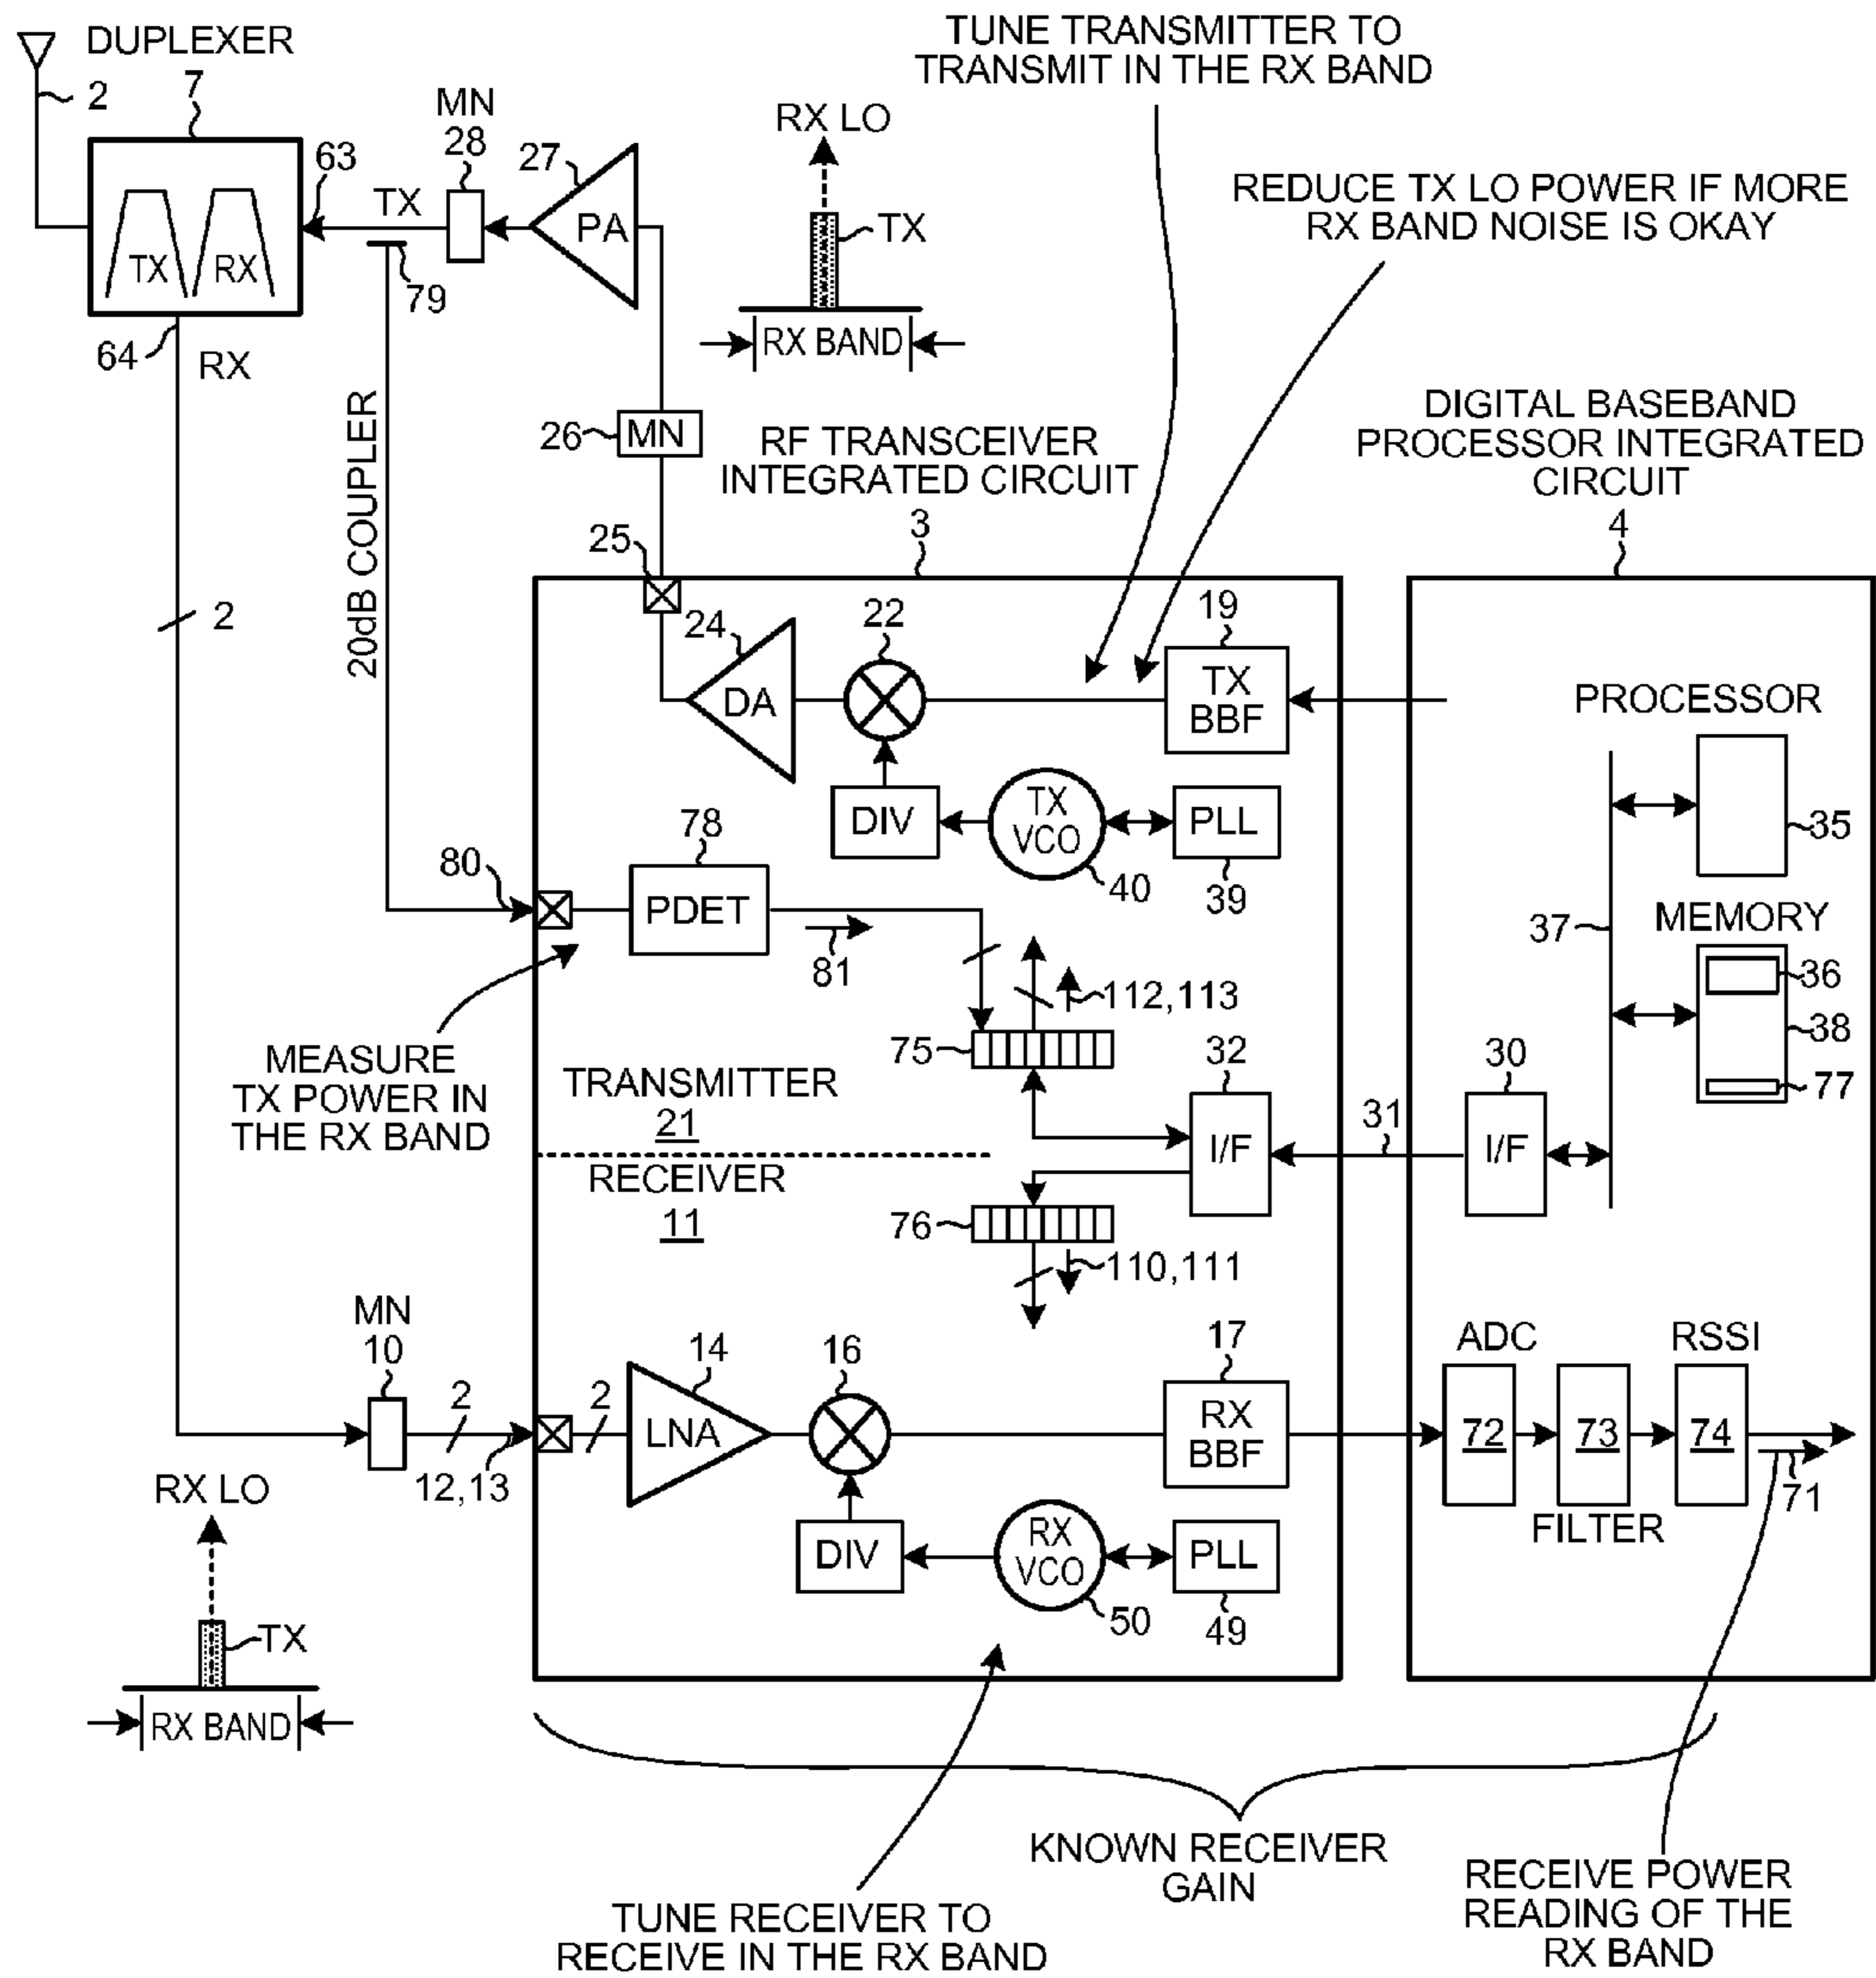 TUNE TRANSMITTER TO
TRANSMIT IN THE RX BAND
DUPLEXER
7
2
MN
28
27
RX LO
63
TX
PA
TX
REDUCE TX LO POWER IF MORE
RX BAND NOISE IS OKAY
TX
RX
79
64
RX
RX BAND
20dB COUPLER
26
MN
RF TRANSCEIVER
INTEGRATED CIRCUIT
3
DIGITAL BASEBAND
PROCESSOR INTEGRATED
CIRCUIT
4
25
2
24
22
19
DA
TX
BBF
PROCESSOR
DIV
TX
VCO
PLL
35
78
40
39
80
PDET
81
37
MEMORY
36
38
77
112,113
MEASURE
TX POWER IN
THE RX BAND
75
32
30
TRANSMITTER
21
31
I/F
I/F
RECEIVER
11
76
110,111
MN
10
14
16
17
ADC
RSSI
2
2
LNA
RX
BBF
72
73
74
12,13
71
FILTER
RX LO
DIV
RX
VCO
PLL
50
49
TX
RX BAND
KNOWN RECEIVER
GAIN
TUNE RECEIVER TO
RECEIVE IN THE RX BAND
RECEIVE POWER
READING OF THE
RX BAND